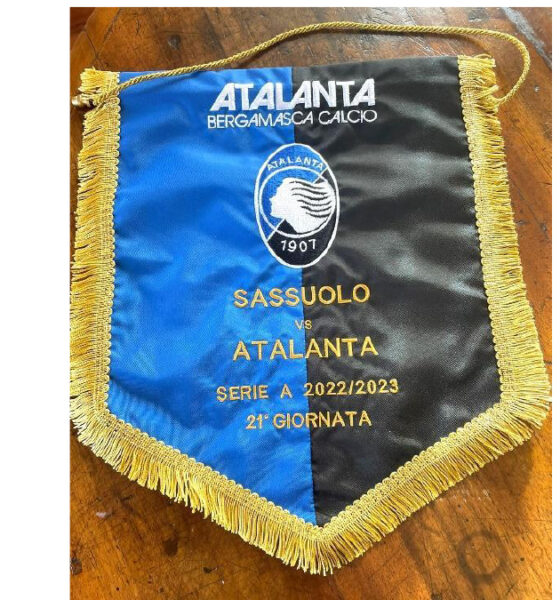 ATALANTA
BERGAMASCA CALCIO
ATALANTA
1907
SASSUOLO
VS
ATALANTA
SERIE A 2022/2023
21° GIORNATA